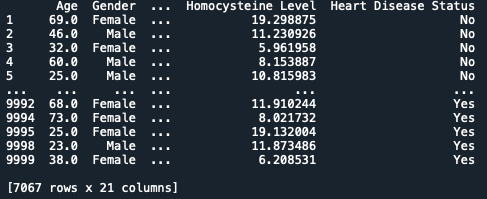 Age Gender ... Homocysteine Level Heart Disease Status
1 69.0 Female ... 19.298875 No
2 46.0 Male ... 11.230926 No
3 32.0 Female ... 5.961958 No
4 60.0 Male ... 8.153887 No
5 25.0 Male ... 10.815983 No
... ... ... ... ... ...
9992 68.0 Female ... 11.910244 Yes
9994 73.0 Female ... 8.021732 Yes
9995 25.0 Female ... 19.132004 Yes
9998 23.0 Male ... 11.873486 Yes
9999 38.0 Female ... 6.208531 Yes
[7067 rows x 21 columns]